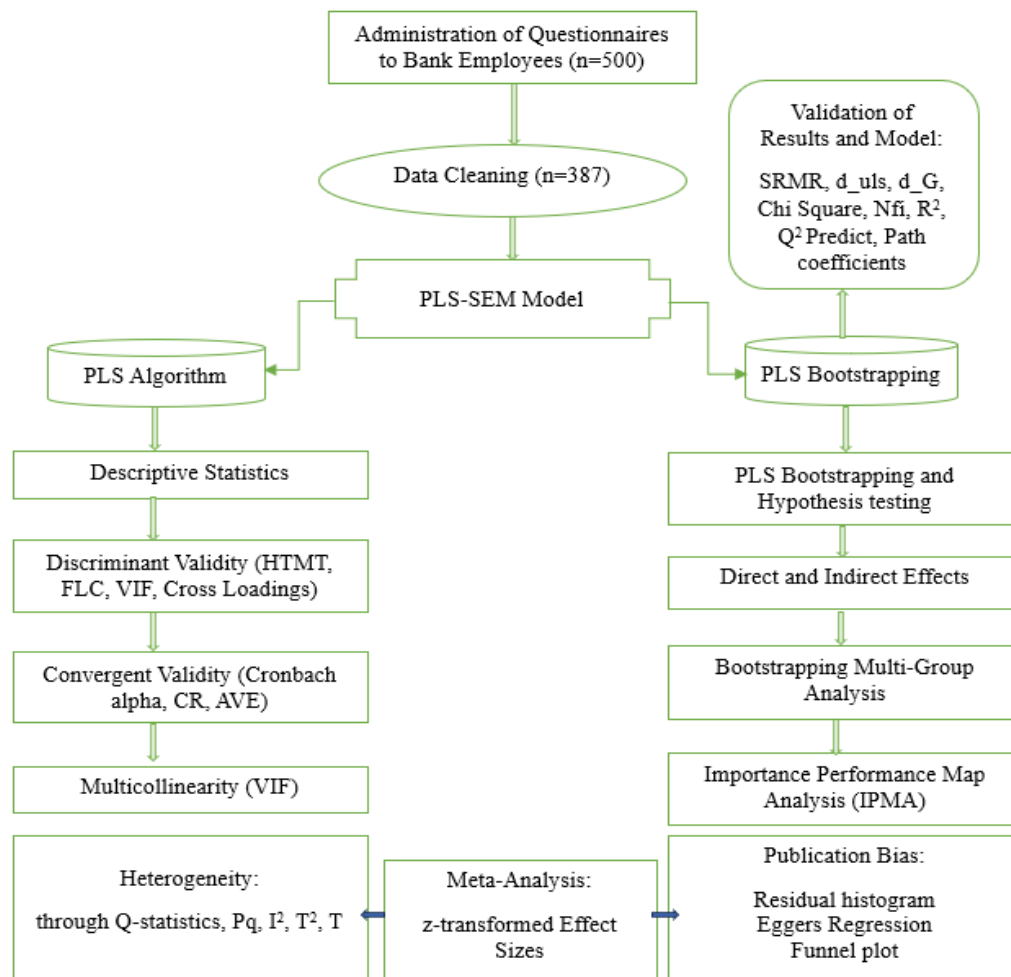 Administration of Questionnaires
to Bank Employees (n=500)
Validation of
Results and Model:
SRMR, d_uls, d_G,
Chi Square, Nfi, R²,
Q² Predict, Path
coefficients
Data Cleaning (n=387)
PLS-SEM Model
PLS Algorithm
PLS Bootstrapping
Descriptive Statistics
PLS Bootstrapping and
Hypothesis testing
Discriminant Validity (HTMT,
FLC, VIF, Cross Loadings)
Direct and Indirect Effects
Convergent Validity (Cronbach
alpha, CR, AVE)
Bootstrapping Multi-Group
Analysis
Multicollinearity (VIF)
Importance Performance Map
Analysis (IPMA)
Heterogeneity:
through Q-statistics, Pq, I², T², T
Meta-Analysis:
z-transformed Effect
Sizes
Publication Bias:
Residual histogram
Eggers Regression
Funnel plot